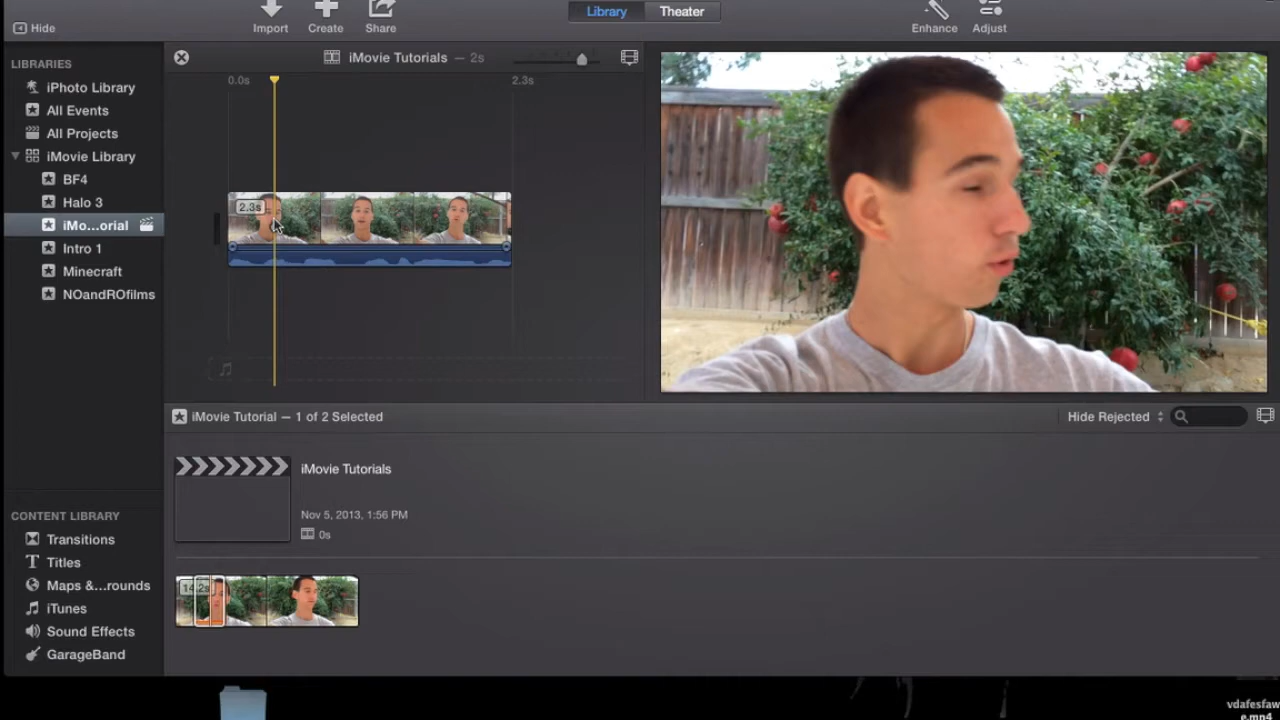 Hide
Import
Create
Share
Library
Theater
Enhance
Adjust
LIBRARIES
iPhoto Library
All Events
All Projects
iMovie Library
BF4
Halo 3
iMo...orial
Intro 1
Minecraft
NOandROfilms
iMovie Tutorials — 2s
0.0s
2.3s
2.3s
iMovie Tutorial — 1 of 2 Selected
Hide Rejected
iMovie Tutorials
Nov 5, 2013, 1:56 PM
0s
CONTENT LIBRARY
Transitions
Titles
Maps &...rounds
iTunes
Sound Effects
GarageBand
vdafesfaw
e.mp4